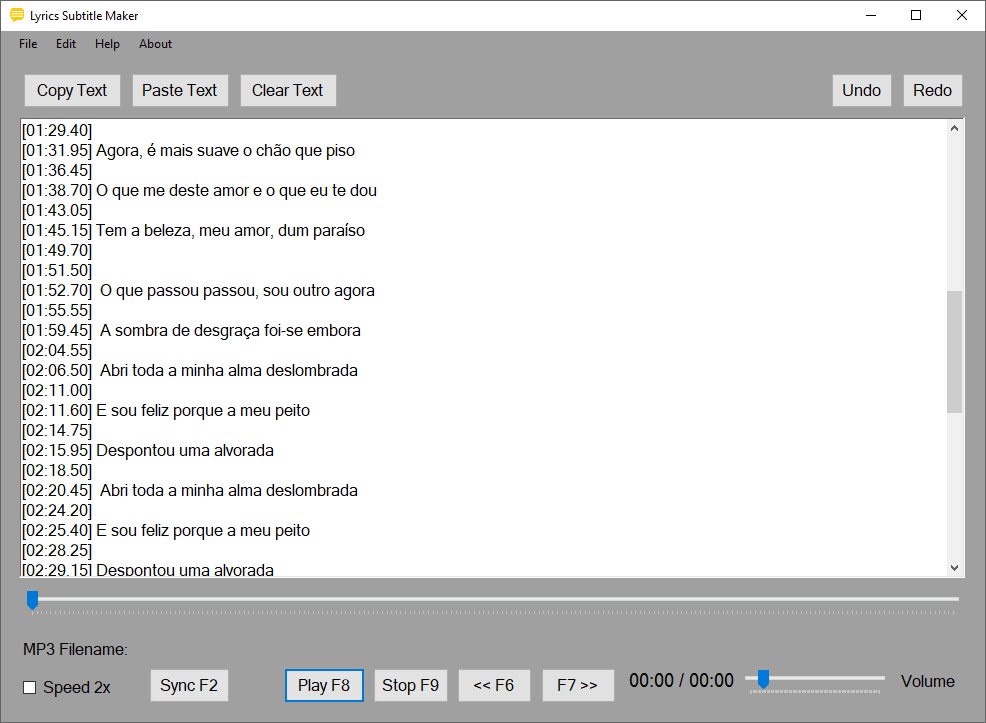 Lyrics Subtitle Maker
File Edit Help About
Copy Text Paste Text Clear Text Undo Redo
[01:29.40]
[01:31.95] Agora, é mais suave o chão que piso
[01:36.45]
[01:38.70] O que me deste amor e o que eu te dou
[01:43.05]
[01:45.15] Tem a beleza, meu amor, dum paraíso
[01:49.70]
[01:51.50]
[01:52.70]  O que passou passou, sou outro agora
[01:55.55]
[01:59.45]  A sombra de desgraça foi-se embora
[02:04.55]
[02:06.50]  Abri toda a minha alma deslombrada
[02:11.00]
[02:11.60] E sou feliz porque a meu peito
[02:14.75]
[02:15.95] Despontou uma alvorada
[02:18.50]
[02:20.45]  Abri toda a minha alma deslombrada
[02:24.20]
[02:25.40] E sou feliz porque a meu peito
[02:28.25]
[02:29.15] Despontou uma alvorada
MP3 Filename:
Speed 2x Sync F2 Play F8 Stop F9 << F6 F7 >> 00:00 / 00:00 Volume